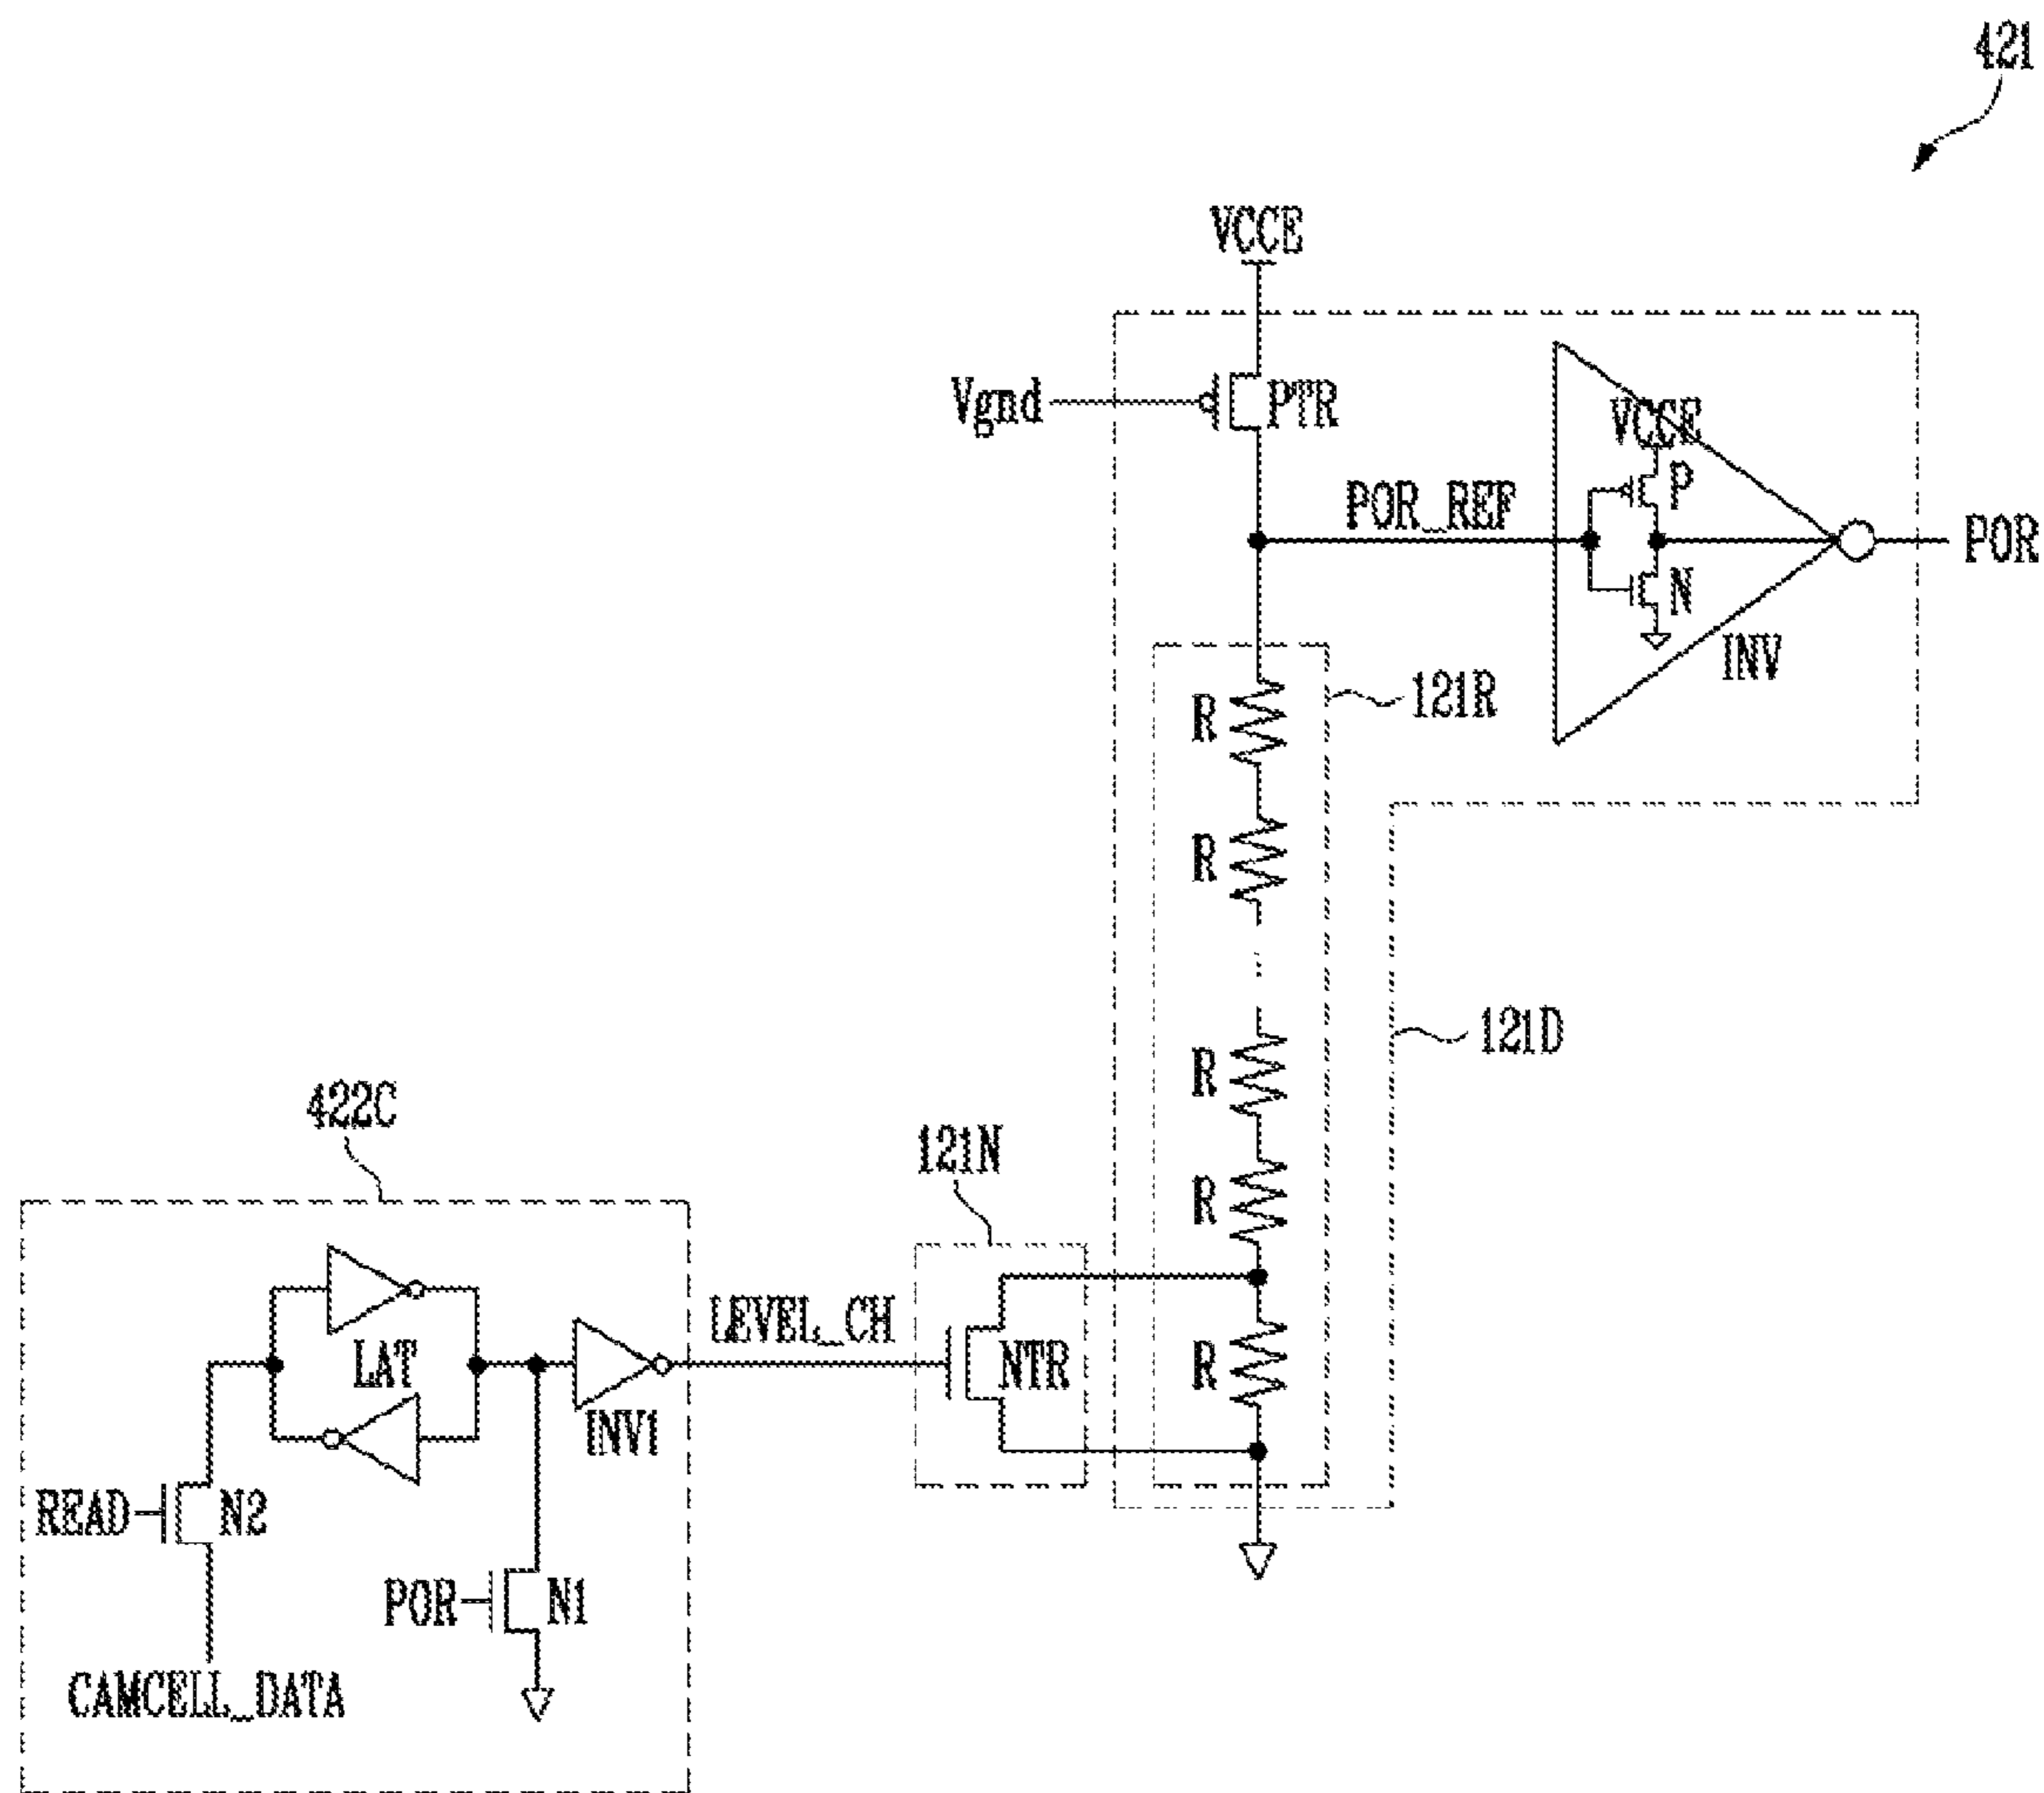 421
VCCE
Vgnd
PTR
VCCE
P
POR_REF
POR
N
INV
R
121R
R
R
121D
422C
121N
R
LAT
LEVEL_CH
NTR
R
INV1
READ
N2
POR
N1
CAMCELL_DATA